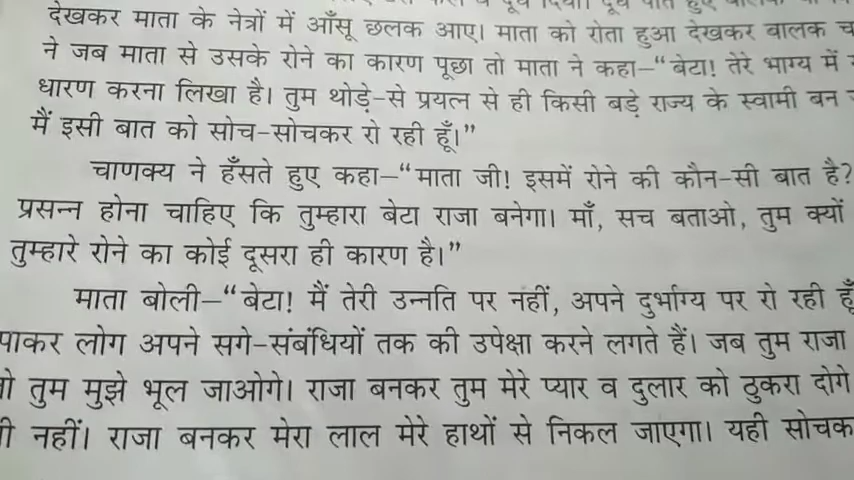 देखकर माता के नेत्रों में आँसू छलक आए। माता को रोता हुआ देखकर बालक
ने जब माता से उसके रोने का कारण पूछा तो माता ने कहा–“बेटा! तेरे भाग्य में
धारण करना लिखा है। तुम थोड़े-से प्रयत्न से ही किसी बड़े राज्य के स्वामी बन
मैं इसी बात को सोच-सोचकर रो रही हूँ।”
चाणक्य ने हँसते हुए कहा–“माता जी! इसमें रोने की कौन-सी बात है?
प्रसन्न होना चाहिए कि तुम्हारा बेटा राजा बनेगा। माँ, सच बताओ, तुम क्यों
तुम्हारे रोने का कोई दूसरा ही कारण है।”
माता बोली–“बेटा! मैं तेरी उन्नति पर नहीं, अपने दुर्भाग्य पर रो रही हूँ
पाकर लोग अपने सगे-संबंधियों तक की उपेक्षा करने लगते हैं। जब तुम राजा
तुम मुझे भूल जाओगे। राजा बनकर तुम मेरे प्यार व दुलार को ठुकरा दोगे
नहीं। राजा बनकर मेरा लाल मेरे हाथों से निकल जाएगा। यही सोचक